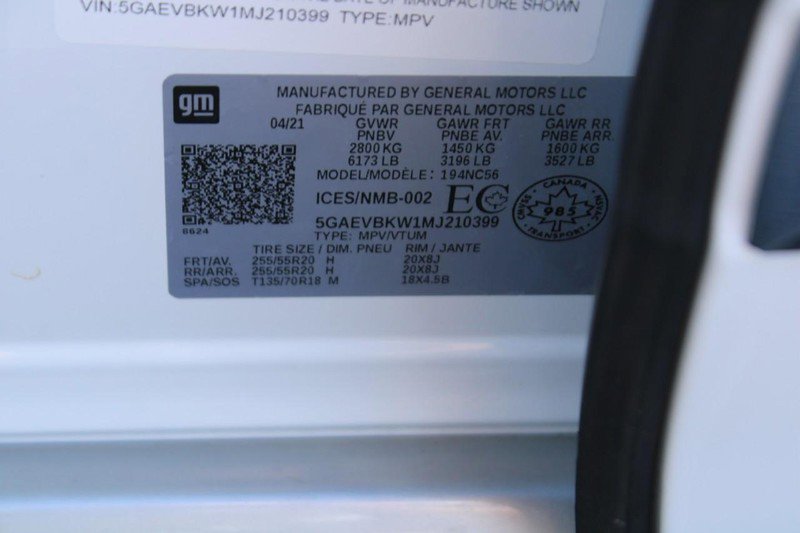 DATE OF MANUFACTURE SHOWN
VIN:5GAEVBKW1MJ210399 TYPE:MPV
gm
MANUFACTURED BY GENERAL MOTORS LLC
FABRIQUÉ PAR GENERAL MOTORS LLC
04/21 GVWR GAWR FRT GAWR RR
PNBV PNBE AV. PNBE ARR.
2800 KG 1450 KG 1600 KG
6173 LB 3196 LB 3527 LB
MODEL/MODÈLE: 194NC56
ICES/NMB-002 EC
CANADA
985
TRANSPORT
5GAEVBKW1MJ210399
8624
TYPE: MPV/VTUM
TIRE SIZE / DIM. PNEU RIM / JANTE
FRT/AV. 255/55R20 H 20X8J
RR/ARR. 255/55R20 H 20X8J
SPA/SOS T135/70R18 M 18X4.5B